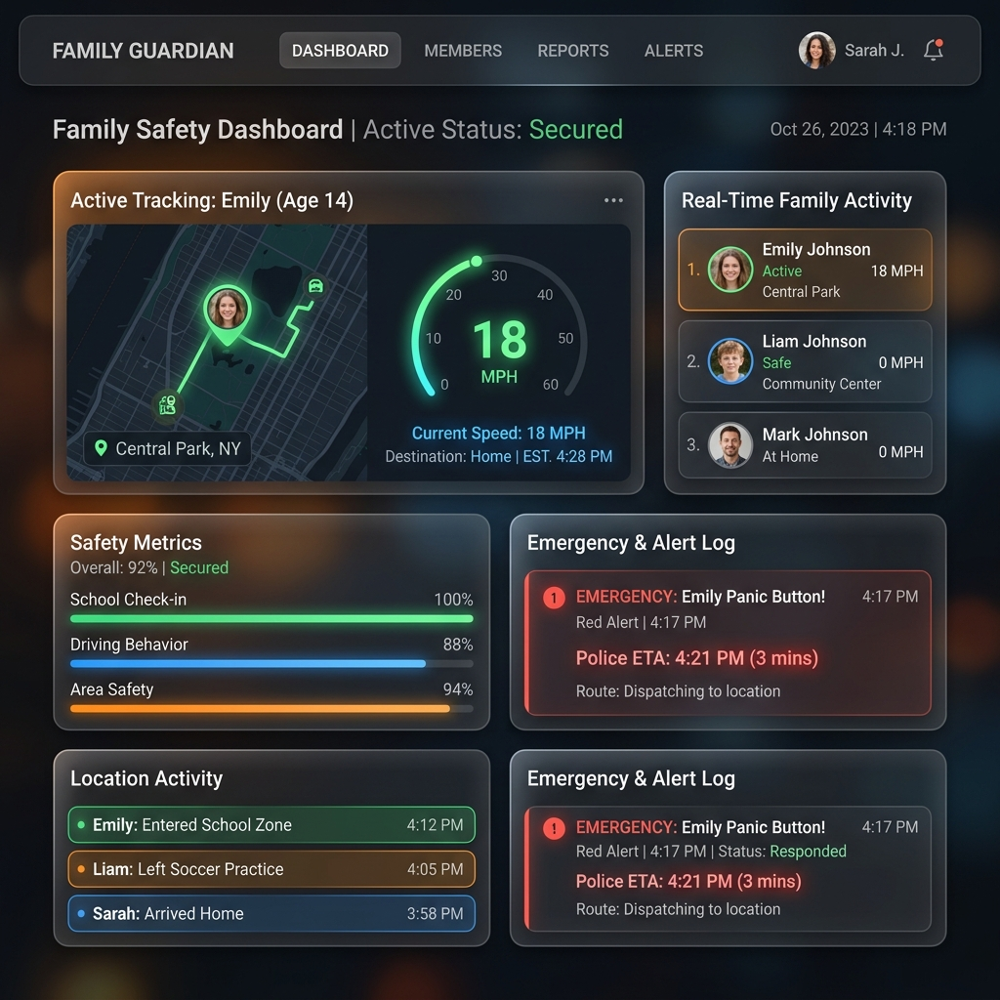 FAMILY GUARDIAN
DASHBOARD
MEMBERS
REPORTS
ALERTS
Sarah J.
Family Safety Dashboard | Active Status: Secured
Oct 26, 2023 | 4:18 PM
Active Tracking: Emily (Age 14)
Central Park, NY
0
10
20
30
40
50
60
18
MPH
Current Speed: 18 MPH
Destination: Home | EST. 4:28 PM
Real-Time Family Activity
1.
Emily Johnson
Active
18 MPH
Central Park
2.
Liam Johnson
Safe
0 MPH
Community Center
3.
Mark Johnson
At Home
0 MPH
Safety Metrics
Overall: 92% | Secured
School Check-in 100%
Driving Behavior 88%
Area Safety 94%
Emergency & Alert Log
1
EMERGENCY: Emily Panic Button! 4:17 PM
Red Alert | 4:17 PM
Police ETA: 4:21 PM (3 mins)
Route: Dispatching to location
Location Activity
Emily: Entered School Zone 4:12 PM
Liam: Left Soccer Practice 4:05 PM
Sarah: Arrived Home 3:58 PM
Emergency & Alert Log
!
EMERGENCY: Emily Panic Button! 4:17 PM
Red Alert | 4:17 PM | Status: Responded
Police ETA: 4:21 PM (3 mins)
Route: Dispatching to location